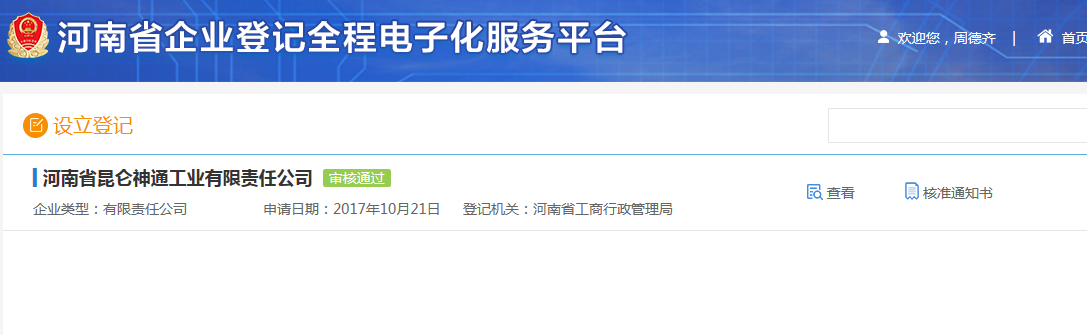 河南省企业登记全程电子化服务平台
欢迎您，周德齐 | 首页
设立登记
河南省昆仑神通工业有限责任公司 审核通过
企业类型：有限责任公司 申请日期：2017年10月21日 登记机关：河南省工商行政管理局
查看 核准通知书